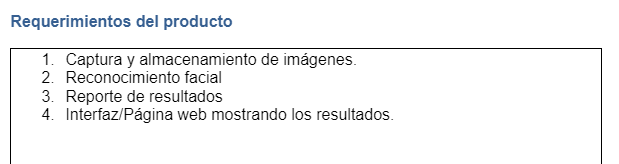 Requerimientos del producto
1. Captura y almacenamiento de imágenes.
2. Reconocimiento facial
3. Reporte de resultados
4. Interfaz/Página web mostrando los resultados.